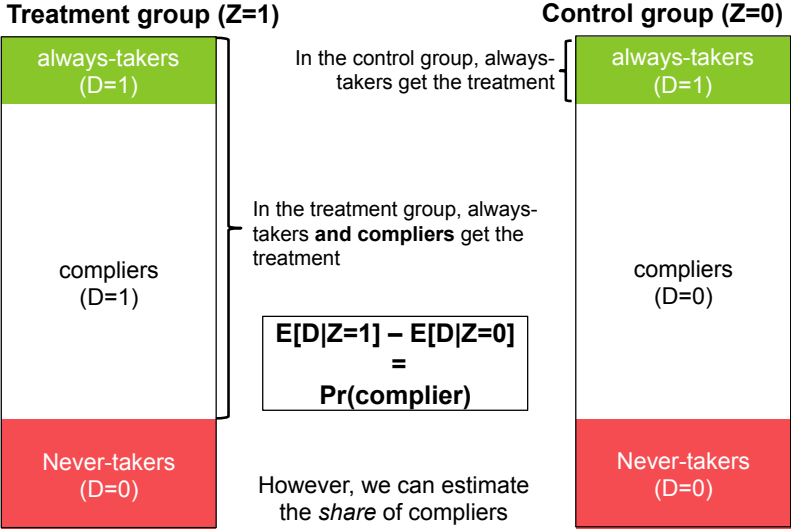 Treatment group (Z=1)
always-takers
(D=1)
compliers
(D=1)
Never-takers
(D=0)
In the control group, always-
takers get the treatment
In the treatment group, always-
takers and compliers get the
treatment
E[D|Z=1] – E[D|Z=0]
=
Pr(complier)
However, we can estimate
the share of compliers
Control group (Z=0)
always-takers
(D=1)
compliers
(D=0)
Never-takers
(D=0)